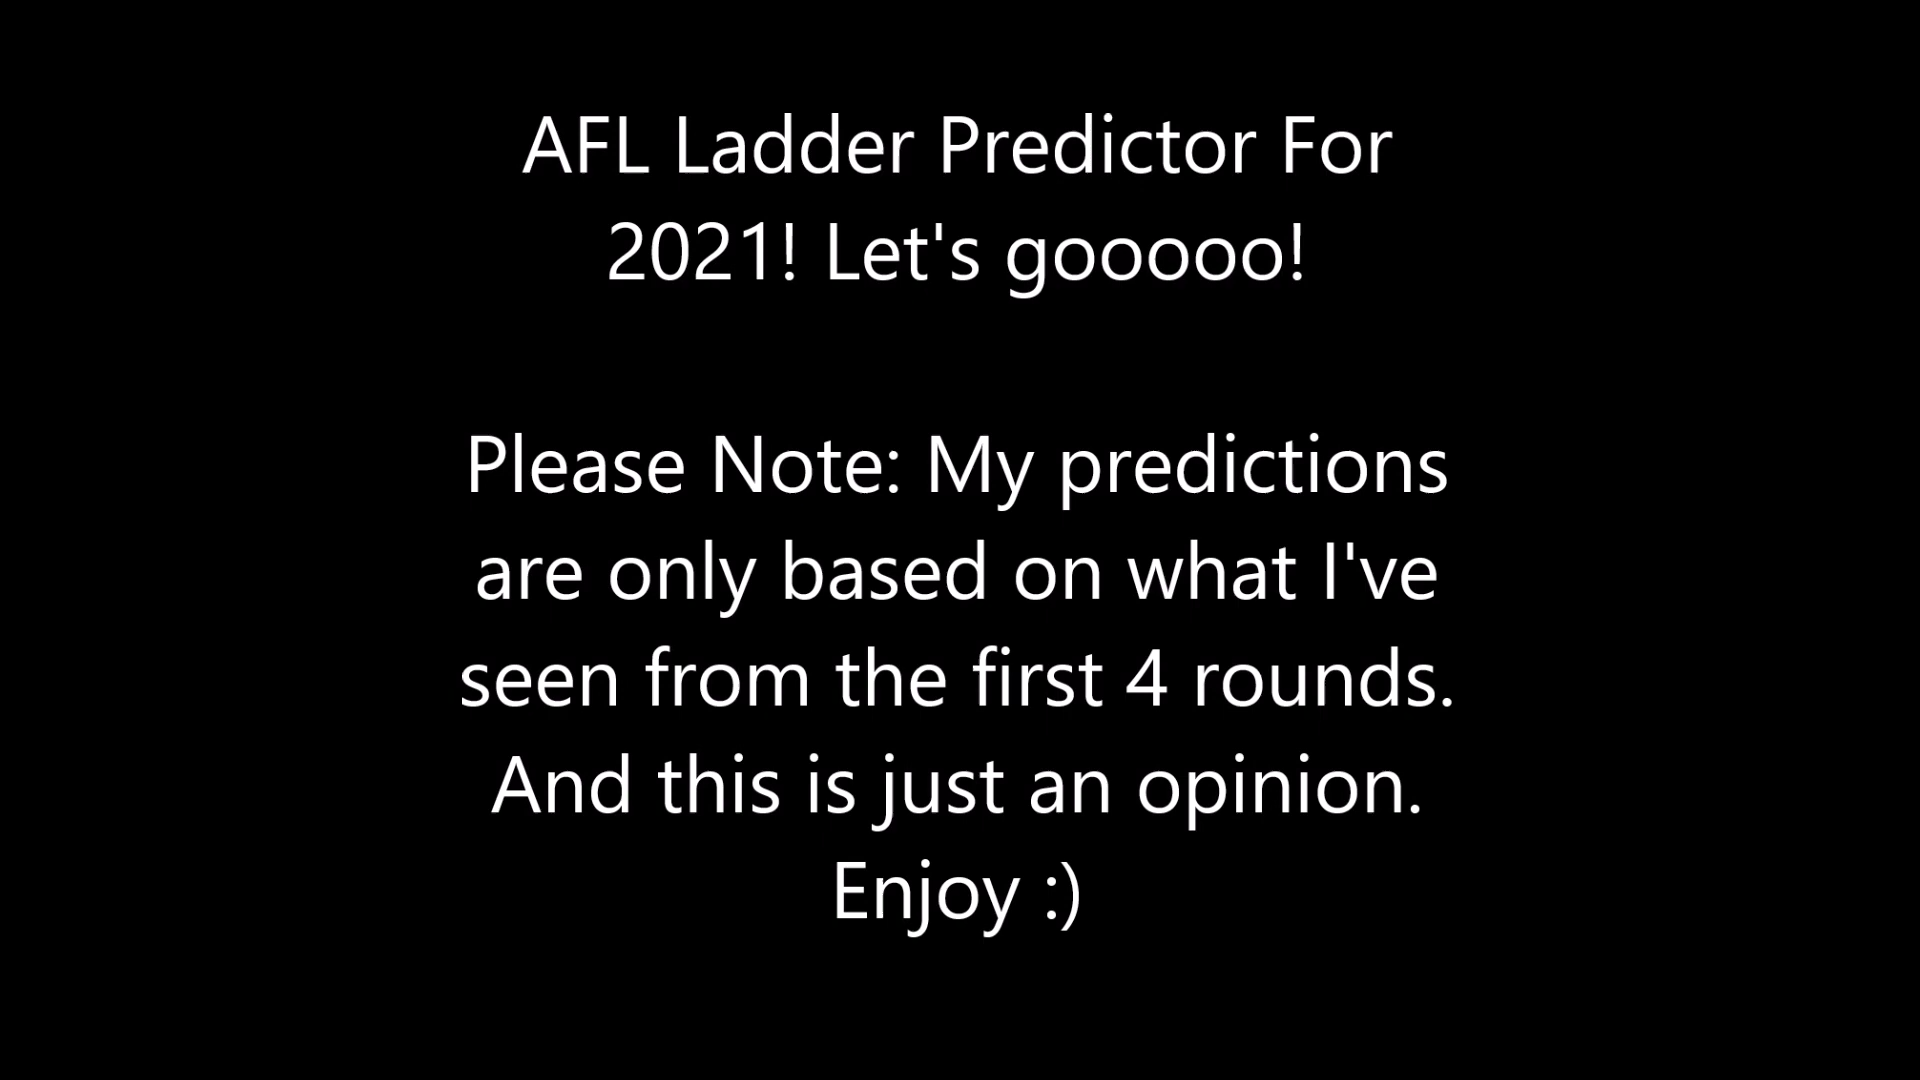 AFL Ladder Predictor For
2021! Let's gooooo!
Please Note: My predictions
are only based on what I've
seen from the first 4 rounds.
And this is just an opinion.
Enjoy :)